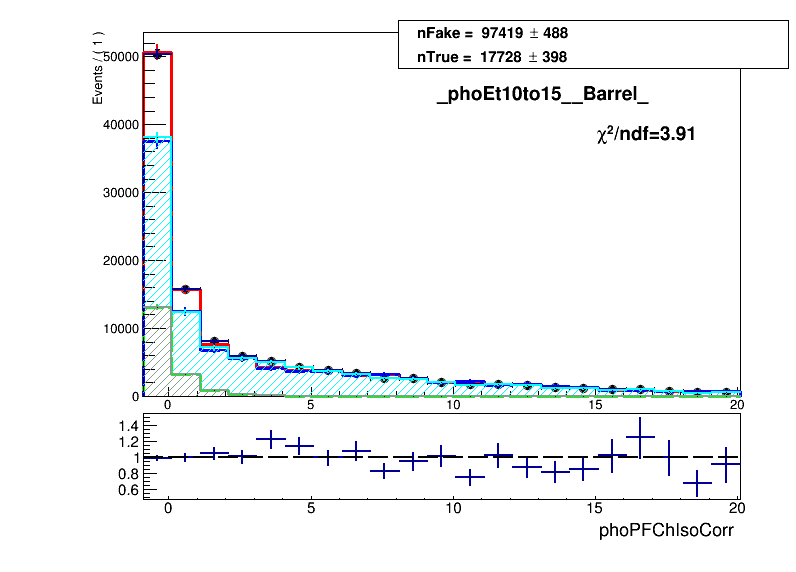 nFake = 97419 ± 488
nTrue = 17728 ± 398
Events / ( 1 )
_phoEt10to15__Barrel_
χ²/ndf=3.91
50000
40000
30000
20000
10000
0
0 5 10 15 20
1.4
1.2
1
0.8
0.6
0 5 10 15 20
phoPFChIsoCorr